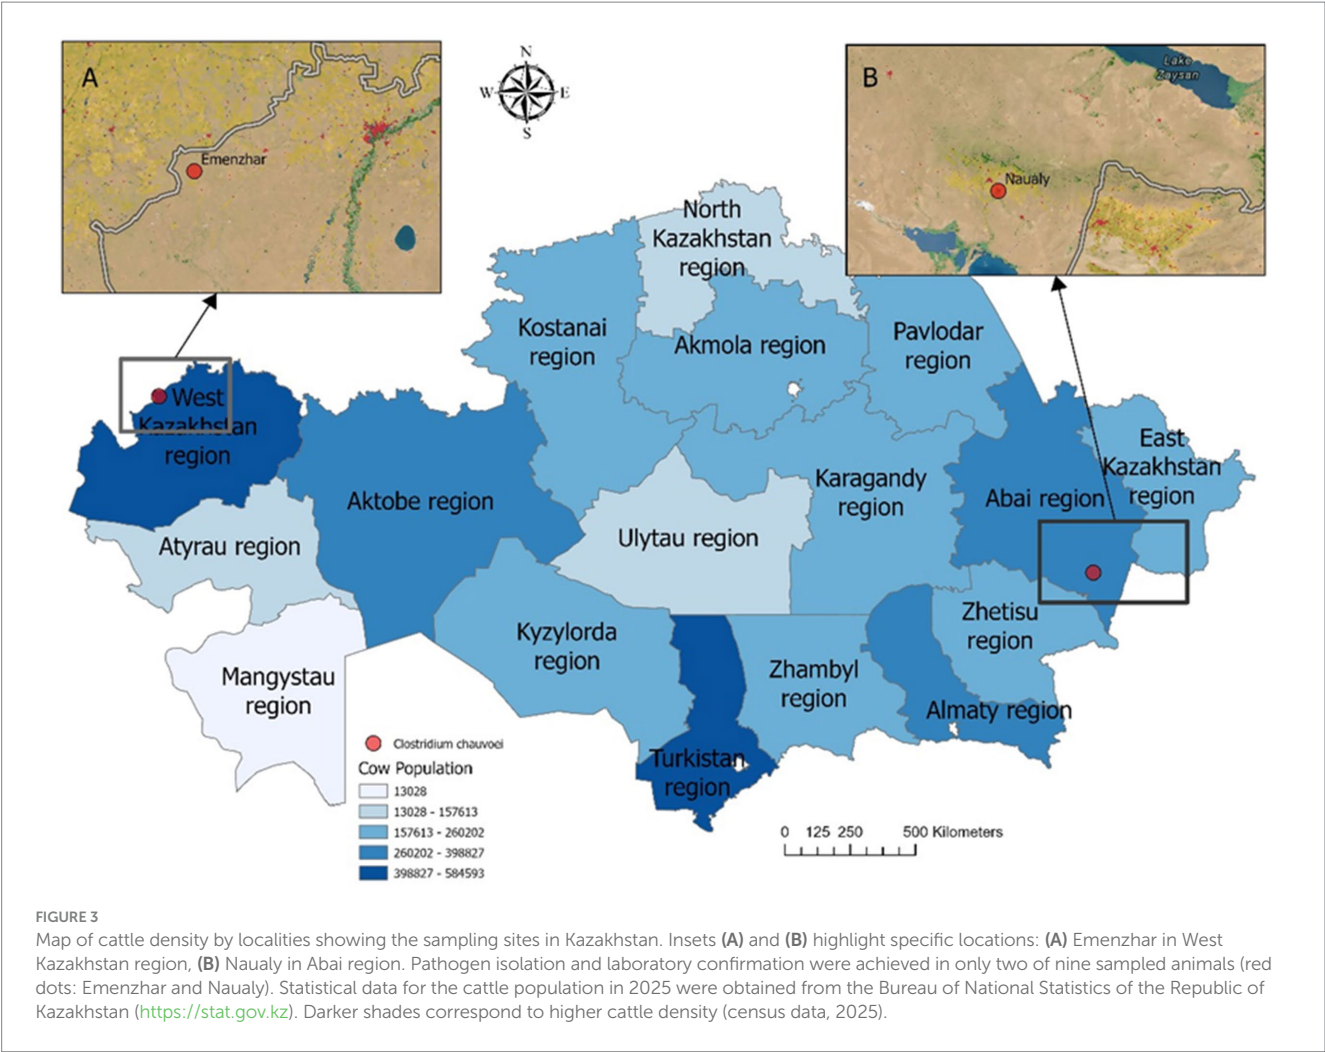 A
Emenzhar
N
W E
S
B
Lake
Zaysan
Naualy
North
Kazakhstan
region
Kostanai
region
Akmola region
Pavlodar
region
West
Kazakhstan
region
Aktobe region
Atyrau region
Ulytau region
Karagandy
region
Abai region
East
Kazakhstan
region
Mangystau
region
Kyzylorda
region
Zhambyl
region
Zhetisu
region
Almaty region
Turkistan
region
Clostridium chauvoei
Cow Population
13028
13028 - 157613
157613 - 260202
260202 - 398827
398827 - 584593
0 125 250 500 Kilometers
FIGURE 3
Map of cattle density by localities showing the sampling sites in Kazakhstan. Insets (A) and (B) highlight specific locations: (A) Emenzhar in West
Kazakhstan region, (B) Naualy in Abai region. Pathogen isolation and laboratory confirmation were achieved in only two of nine sampled animals (red
dots: Emenzhar and Naualy). Statistical data for the cattle population in 2025 were obtained from the Bureau of National Statistics of the Republic of
Kazakhstan (https://stat.gov.kz). Darker shades correspond to higher cattle density (census data, 2025).